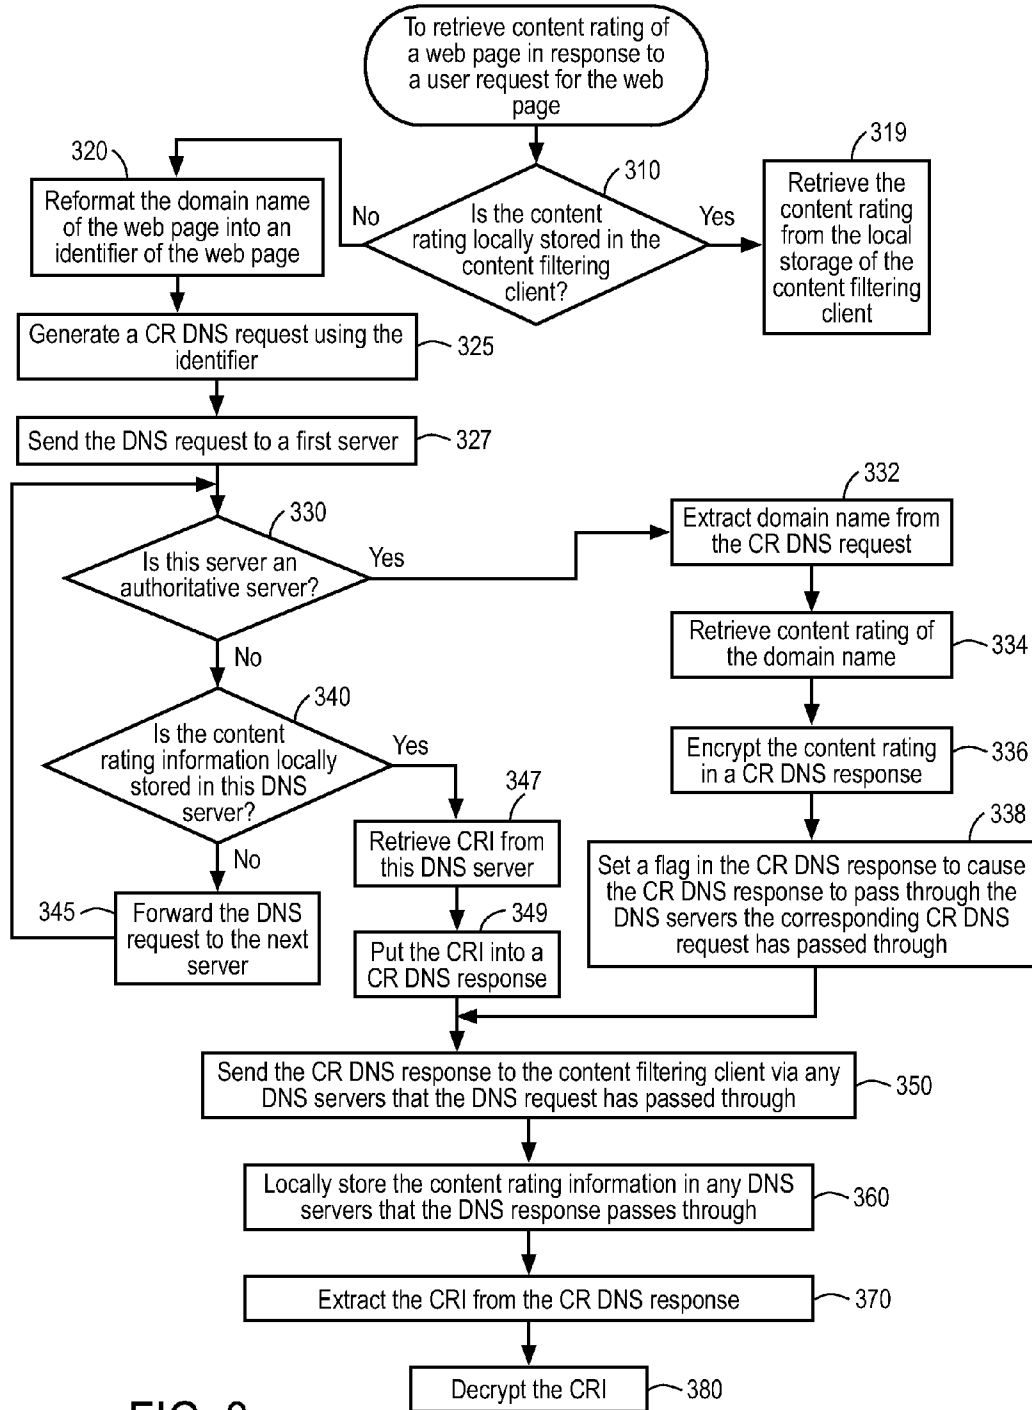 To retrieve content rating of
a web page in response to
a user request for the web
page
310
Is the content
rating locally stored in the
content filtering
client?
No
Yes
319
Retrieve the
content rating
from the local
storage of the
content filtering
client
320
Reformat the domain name
of the web page into an
identifier of the web page
Generate a CR DNS request using the
identifier
325
Send the DNS request to a first server
327
330
Is this server an
authoritative server?
Yes
No
332
Extract domain name from
the CR DNS request
Retrieve content rating of
the domain name
334
Encrypt the content rating
in a CR DNS response
336
338
Set a flag in the CR DNS response to cause
the CR DNS response to pass through the
DNS servers the corresponding CR DNS
request has passed through
340
Is the content
rating information locally
stored in this DNS
server?
Yes
No
345
Forward the DNS
request to the next
server
347
Retrieve CRI from
this DNS server
349
Put the CRI into a
CR DNS response
Send the CR DNS response to the content filtering client via any
DNS servers that the DNS request has passed through
350
Locally store the content rating information in any DNS
servers that the DNS response passes through
360
Extract the CRI from the CR DNS response
370
Decrypt the CRI
380
FIG.